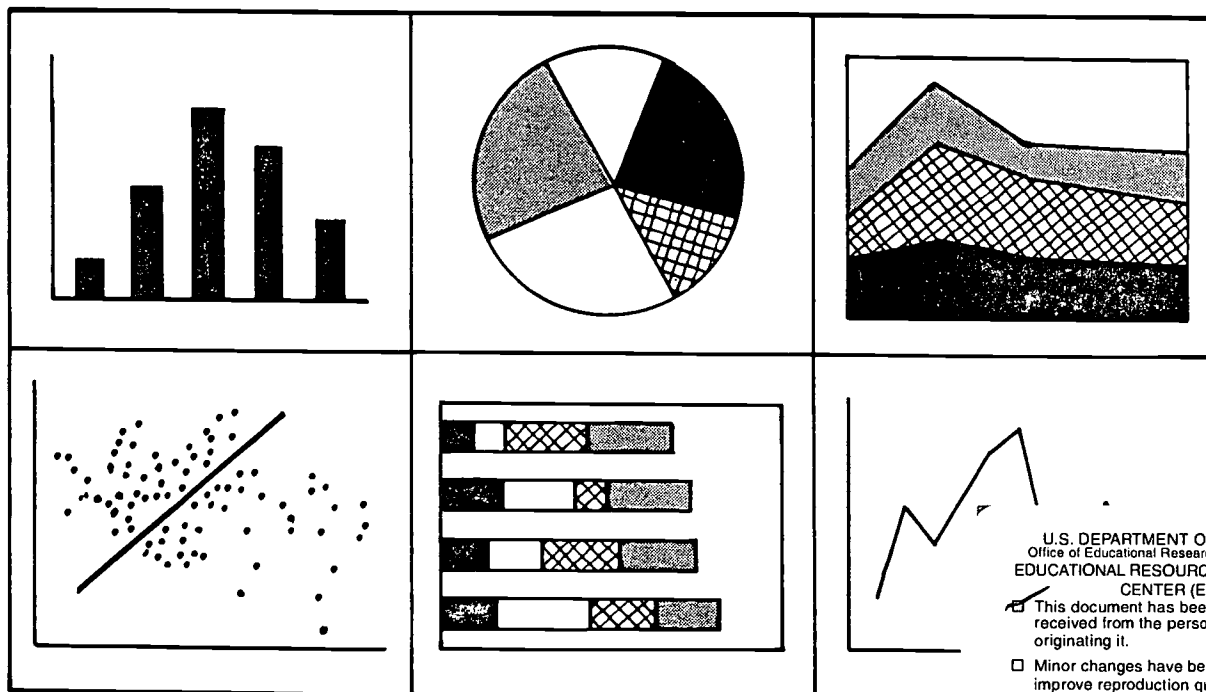 U.S. DEPARTMENT O
Office of Educational Resear
EDUCATIONAL RESOURC
CENTER (E
This document has bee
received from the perso
originating it.
☐ Minor changes have be
improve reproduction qu